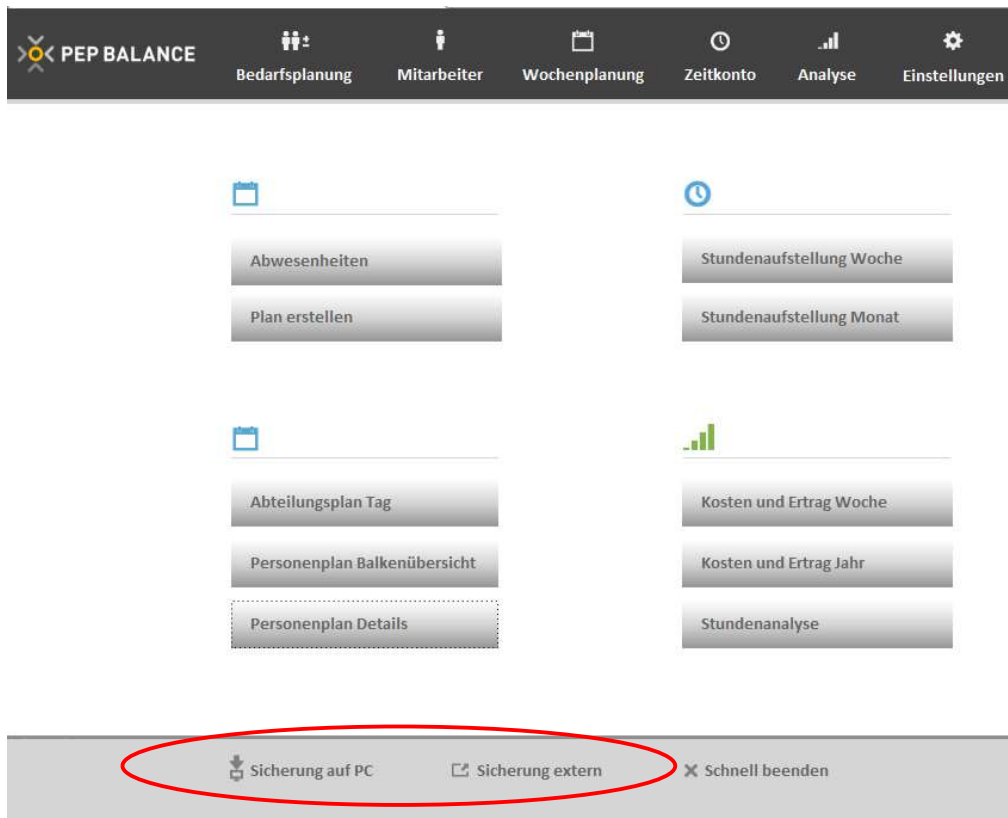 PEP BALANCE
Bedarfsplanung Mitarbeiter Wochenplanung Zeitkonto Analyse Einstellungen
Abwesenheiten
Plan erstellen
Stundenaufstellung Woche
Stundenaufstellung Monat
Abteilungsplan Tag
Personenplan Balkenübersicht
Personenplan Details
Kosten und Ertrag Woche
Kosten und Ertrag Jahr
Stundenanalyse
Sicherung auf PC Sicherung extern Schnell beenden